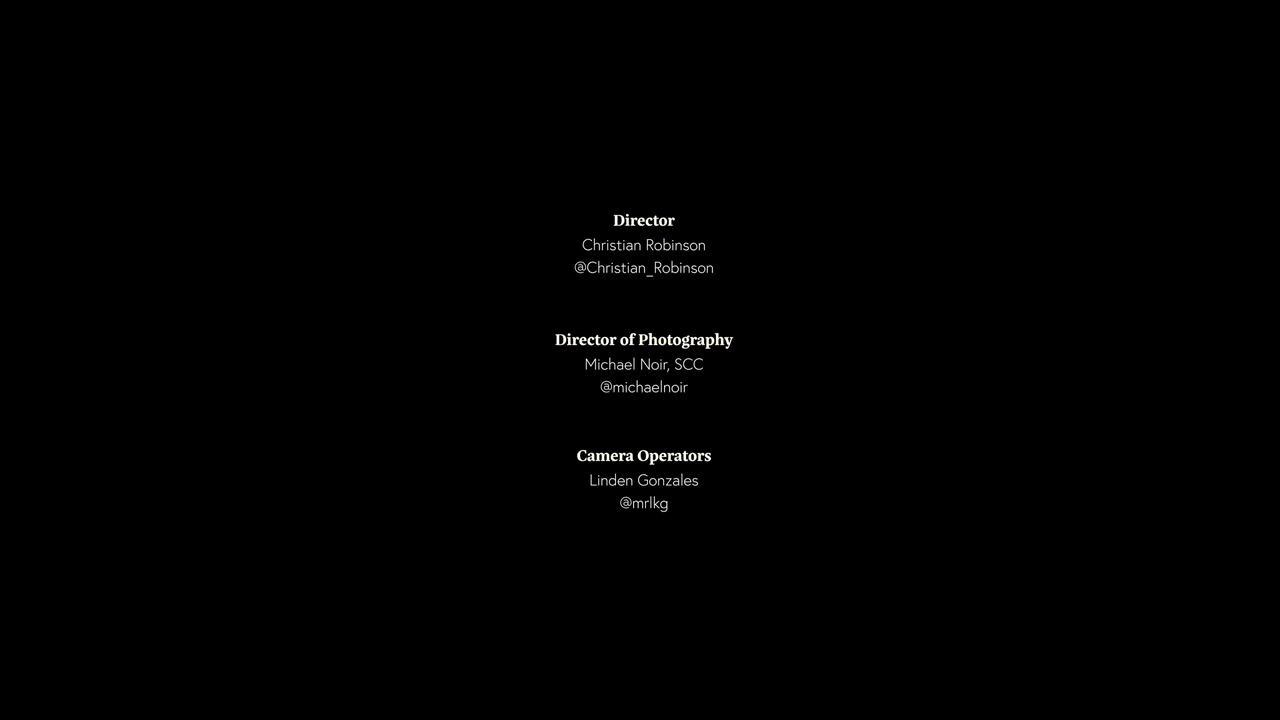 Director
Christian Robinson
@Christian_Robinson
Director of Photography
Michael Noir, SCC
@michaelnoir
Camera Operators
Linden Gonzales
@mrlkg